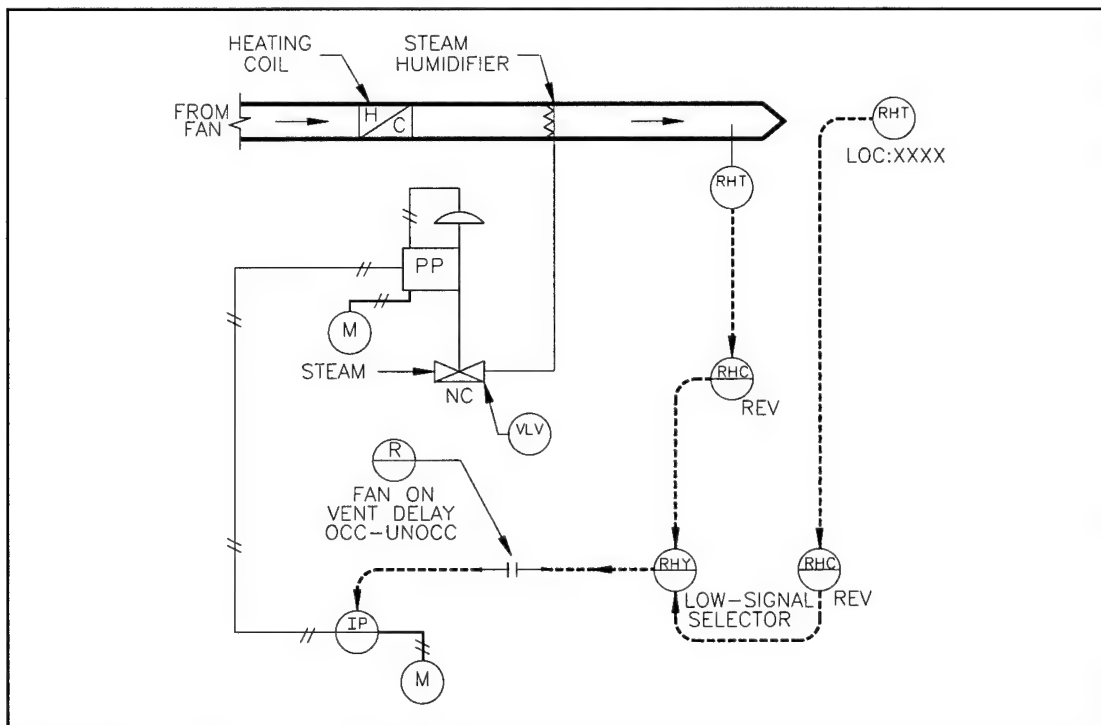 HEATING
COIL
STEAM
HUMIDIFIER
FROM
FAN
H
C
RHT
LOC:XXXX
RHT
PP
M
STEAM
NC
VLV
RHC
REV
R
FAN ON
VENT DELAY
OCC-UNOCC
RHY
LOW-SIGNAL
SELECTOR
RHC
REV
IP
M